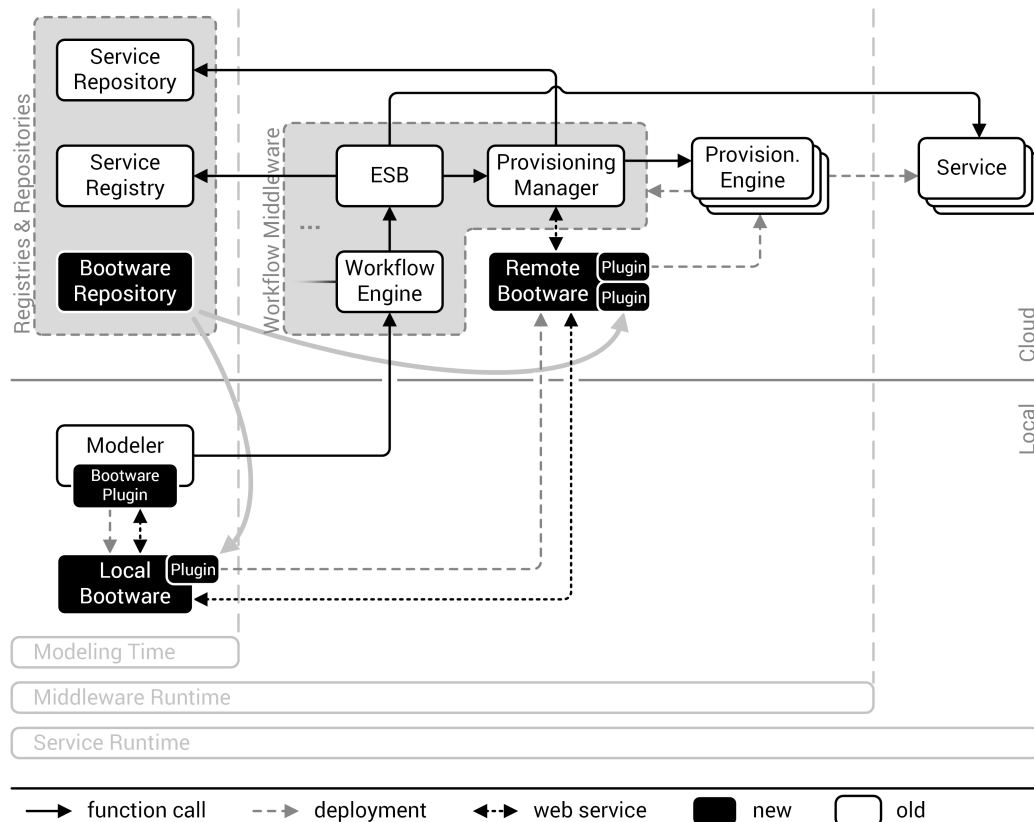 Registries & Repositories
Service
Repository
Service
Registry
Bootware
Repository
Workflow Middleware
ESB
...
Workflow
Engine
Provisioning
Manager
Provision.
Engine
Service
Remote
Bootware
Plugin
Plugin
Cloud
Local
Modeler
Bootware
Plugin
Local
Bootware
Plugin
Modeling Time
Middleware Runtime
Service Runtime
function call
deployment
web service
new
old